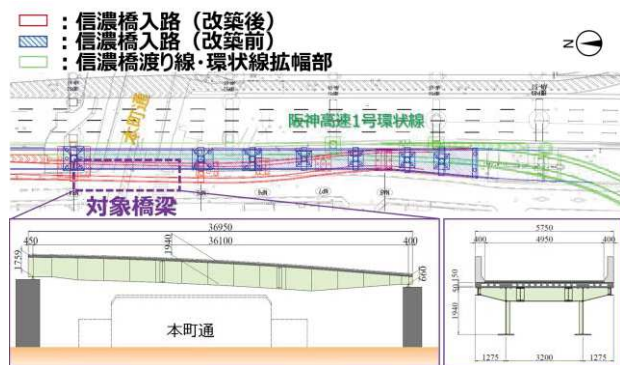 ：信濃橋入路（改築後）
：信濃橋入路（改築前）
：信濃橋渡り線・環状線拡幅部
N
本町通
阪神高速1号環状線
対象橋梁
36950
450 36100 400
1940
1759
660
本町通
5750
400 4950 400
150
50
1940
1275 3200 1275